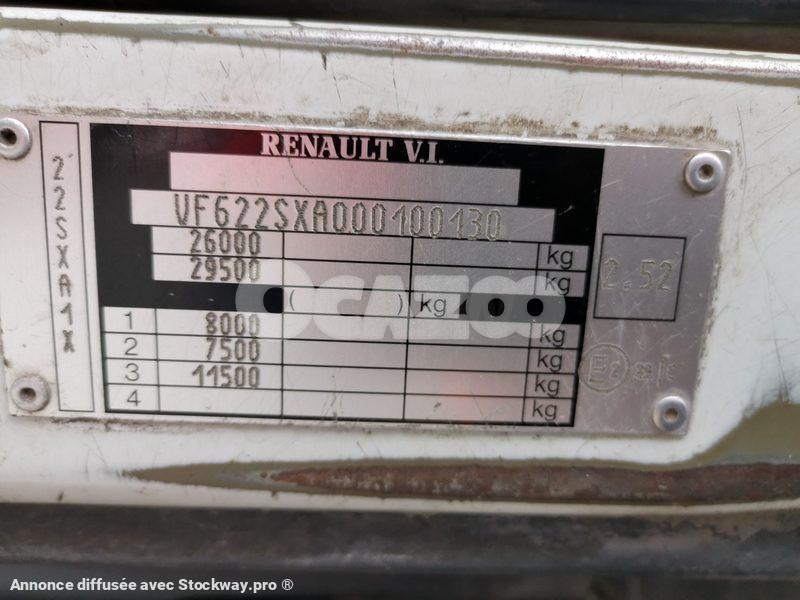 RENAULT V.I.
22SXA1X
VF622SXA000100130
26000 kg
29500 kg
2.52
( ) kg
1 8000 kg
2 7500 kg
3 11500 kg
4 kg
E2
OCAZOO
Annonce diffusée avec Stockway.pro ®